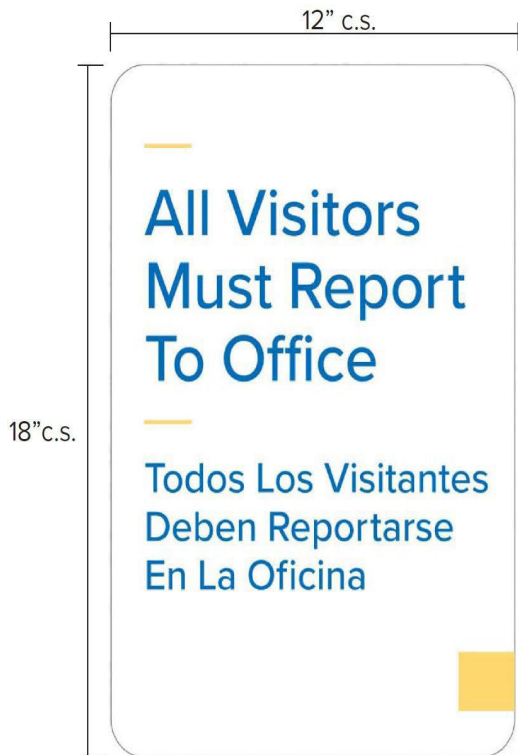 12” c.s.
All Visitors
Must Report
To Office
18”c.s.
Todos Los Visitantes
Deben Reportarse
En La Oficina